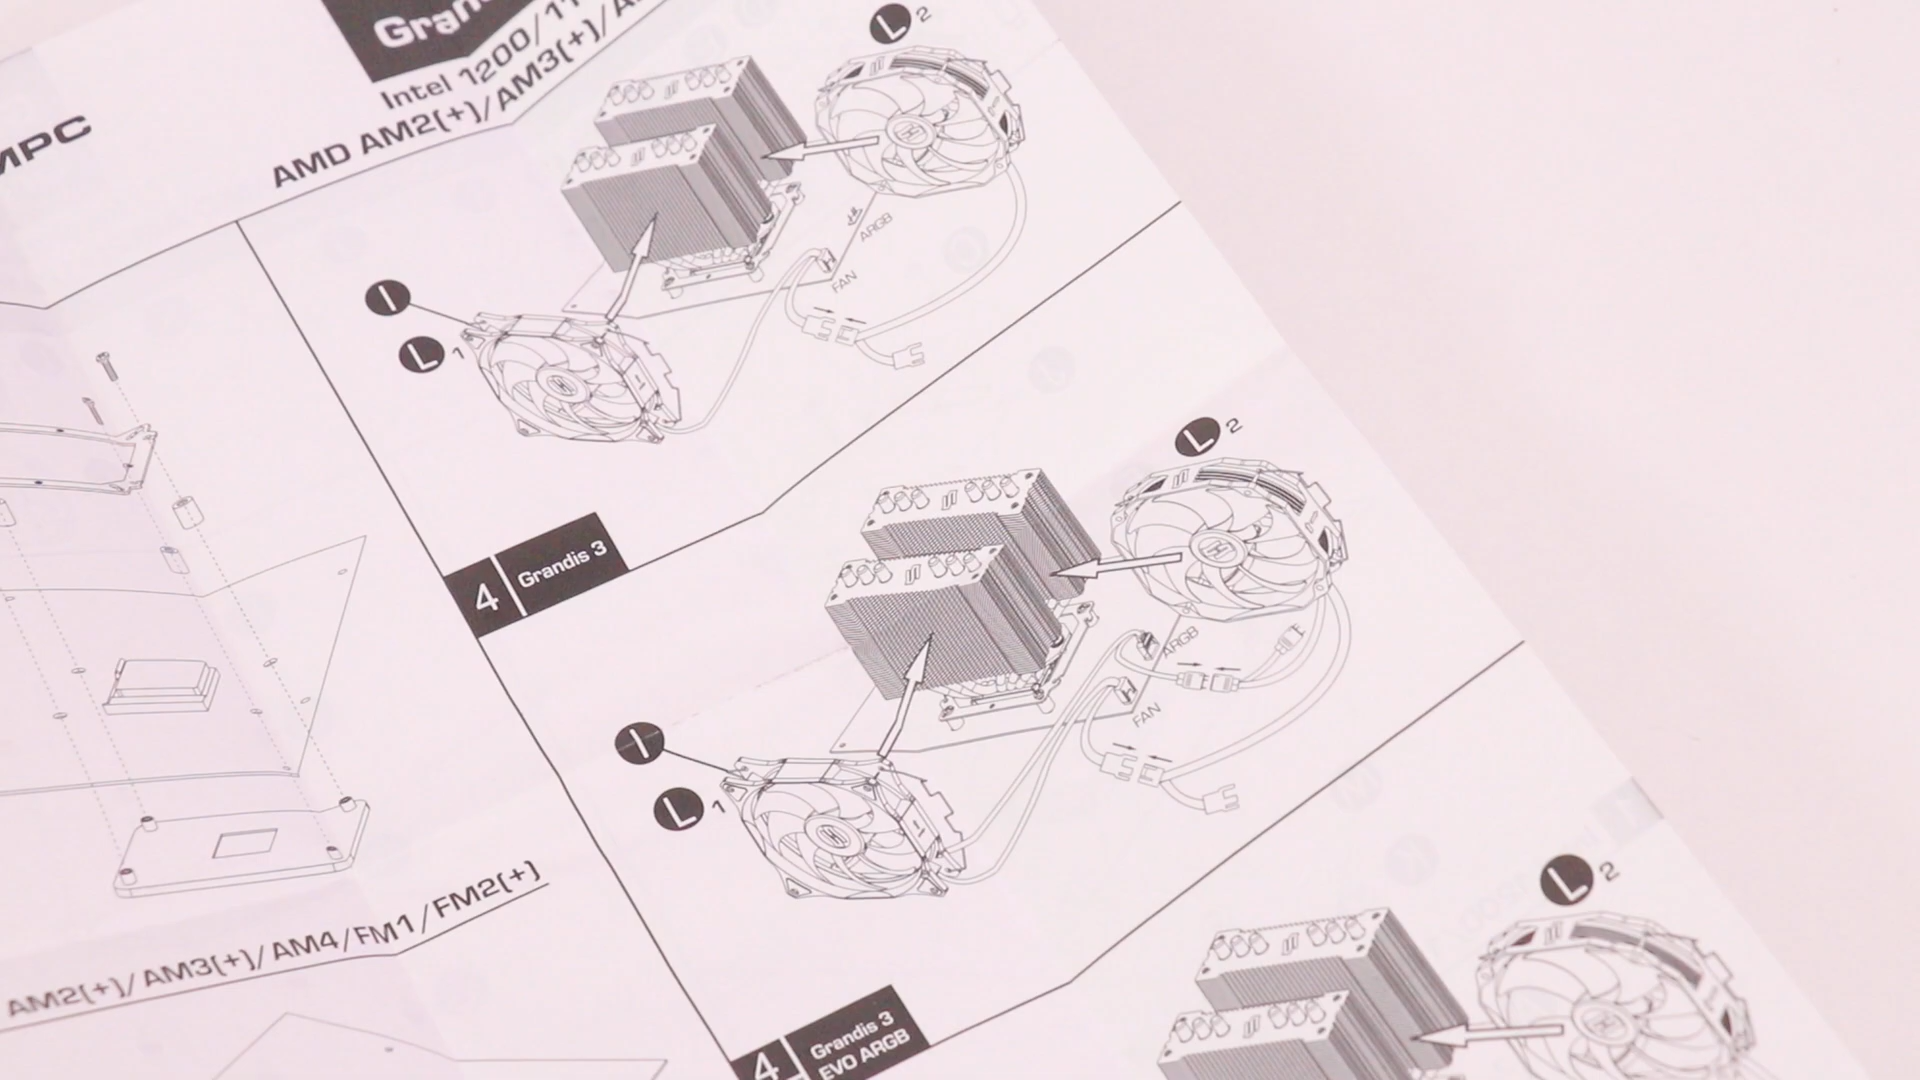 Intel 1200/
AMD AM2(+)/AM3(+)/
L 2
ARGB
FAN
I
L 1
4 Grandis 3
L 2
ARGB
FAN
I
L 1
AM2(+)/AM3(+)/AM4/FM1/FM2(+)
4 Grandis 3
EVO ARGB
L 2